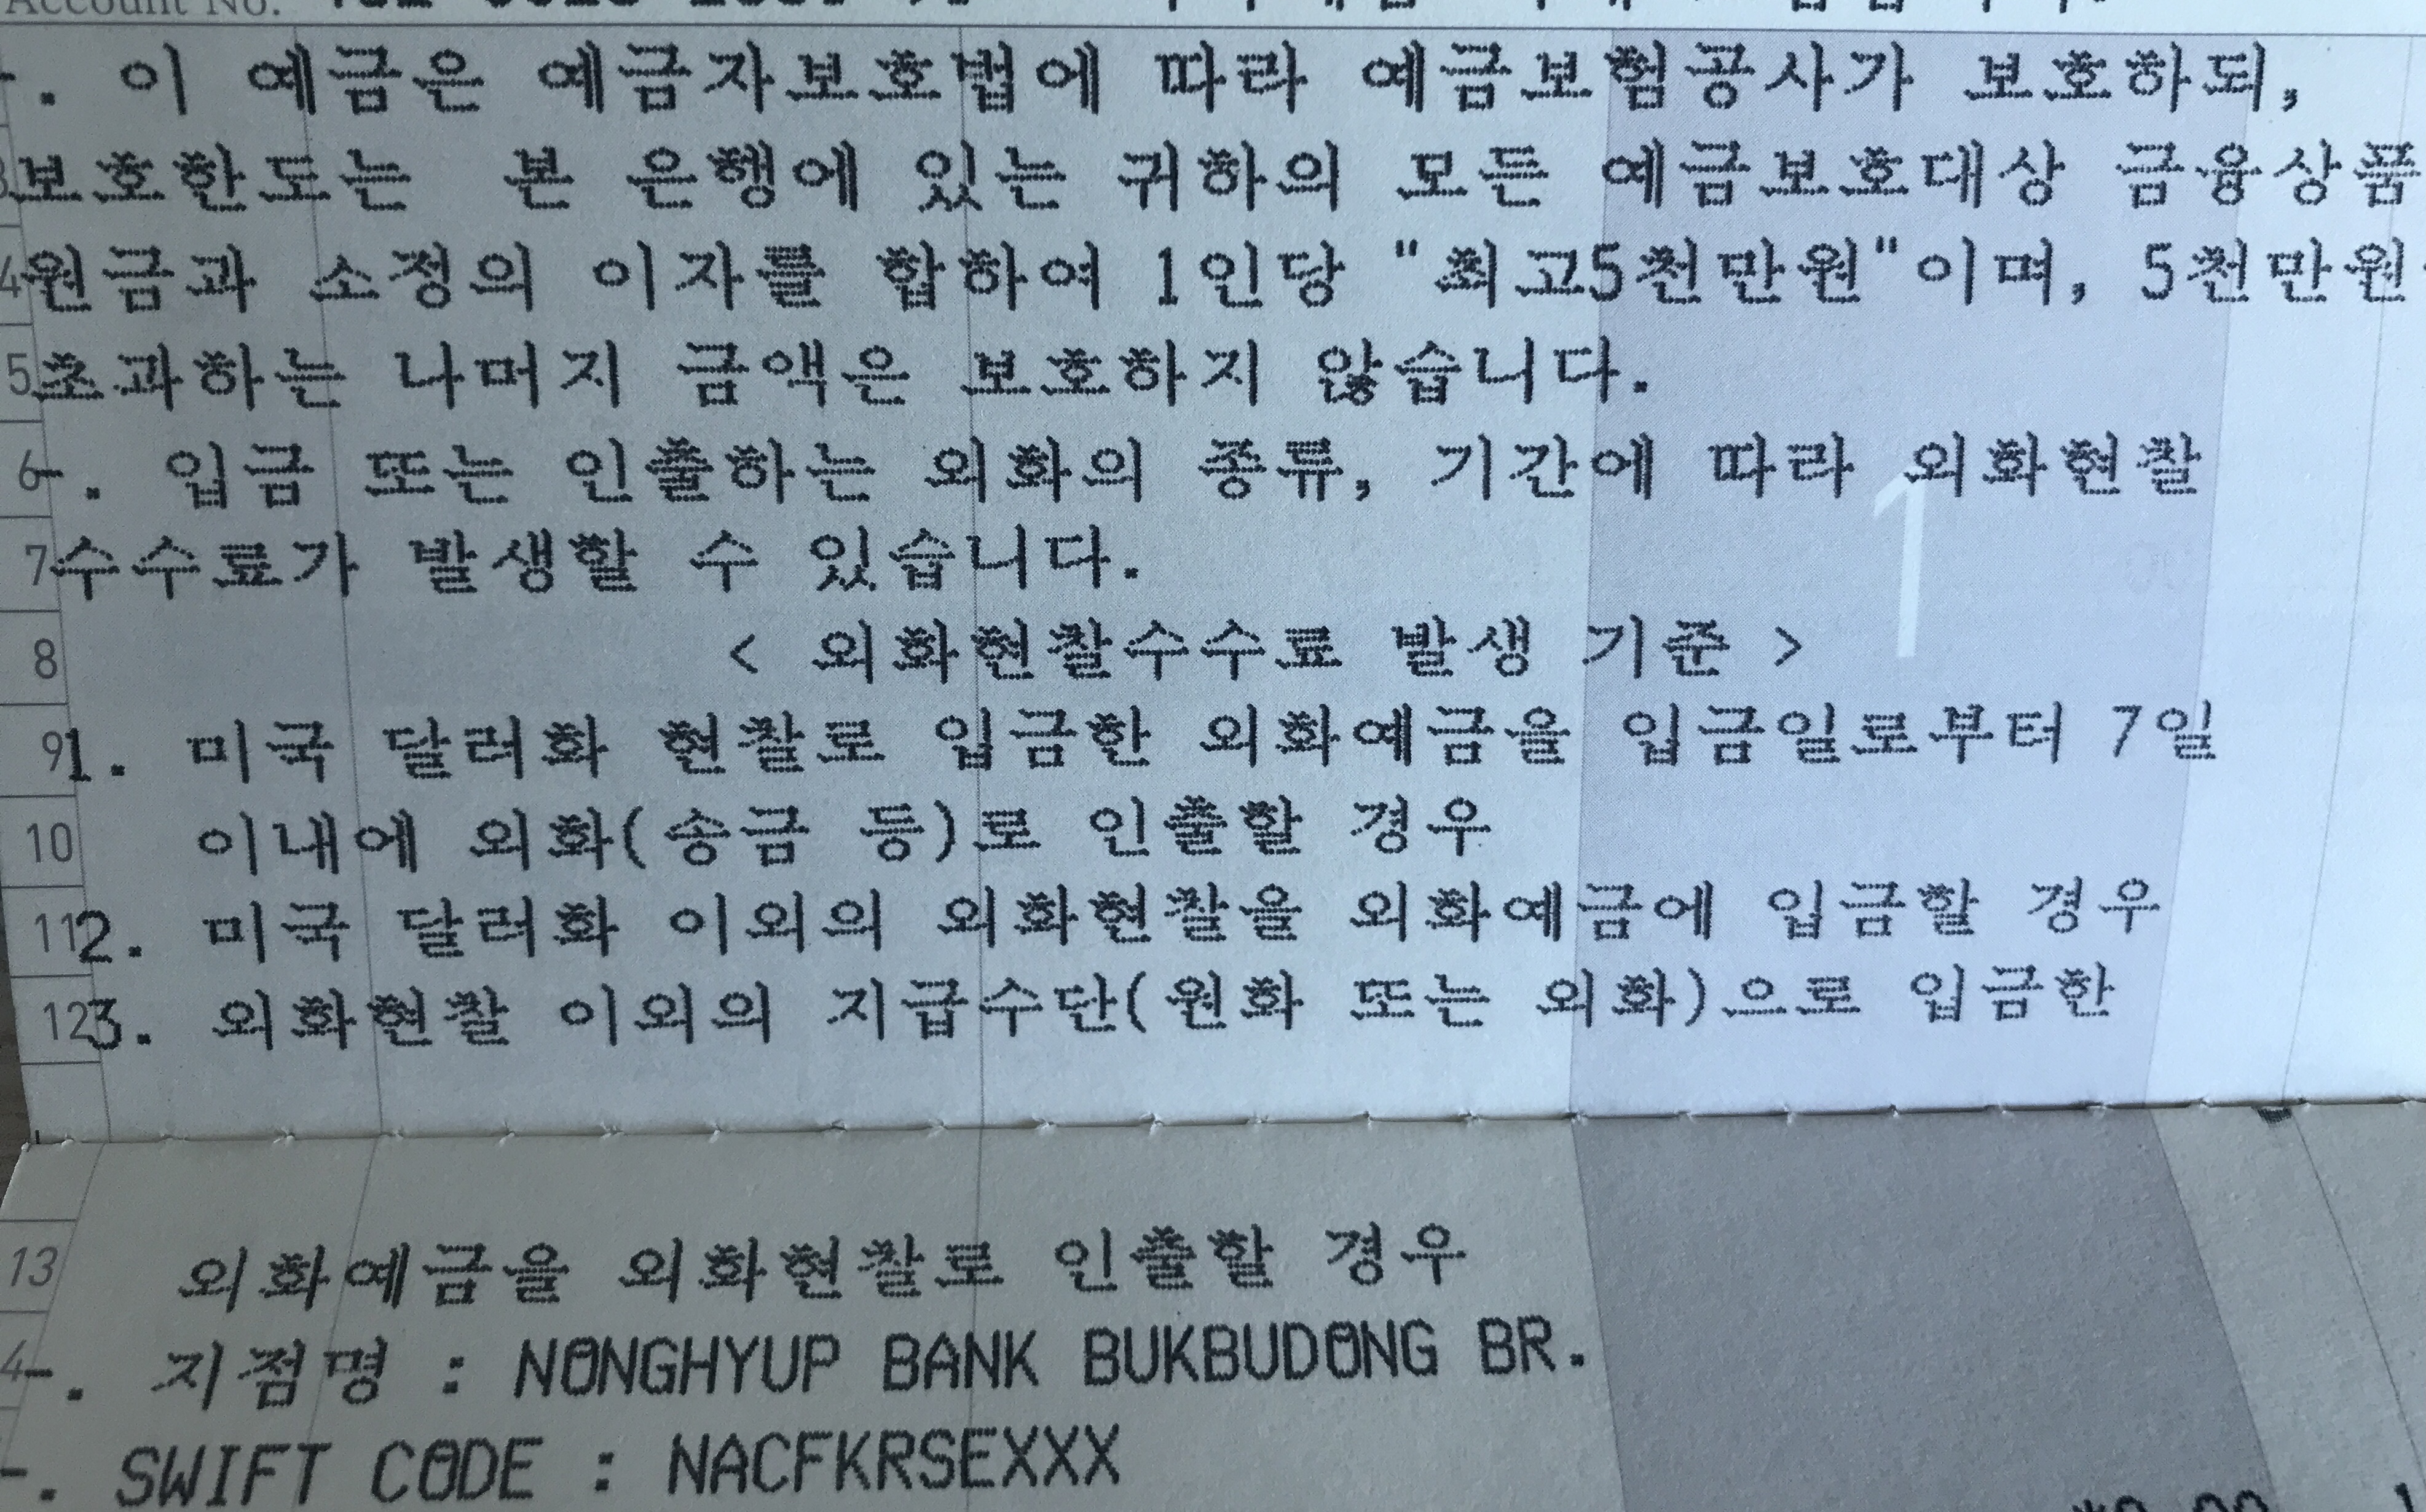 Account No.
-. 이 예금은 예금자보호법에 따라 예금보험공사가 보호하되,
보호한도는 본 은행에 있는 귀하의 모든 예금보호대상 금융상품
4 원금과 소정의 이자를 합하여 1인당 "최고5천만원"이며, 5천만원
5 초과하는 나머지 금액은 보호하지 않습니다.
6 -. 입금 또는 인출하는 외화의 종류, 기간에 따라 외화현찰
7 수수료가 발생할 수 있습니다.
8 < 외화현찰수수료 발생 기준 >
1
9 1. 미국 달러화 현찰로 입금한 외화예금을 입금일로부터 7일
10 이내에 외화(송금 등)로 인출할 경우
11 2. 미국 달러화 이외의 외화현찰을 외화예금에 입금할 경우
12 3. 외화현찰 이외의 지급수단(원화 또는 외화)으로 입금한
13 외화예금을 외화현찰로 인출할 경우
-. 지점명 : NONGHYUP BANK BUKBUDONG BR.
-. SWIFT CODE : NACFKRSEXXX